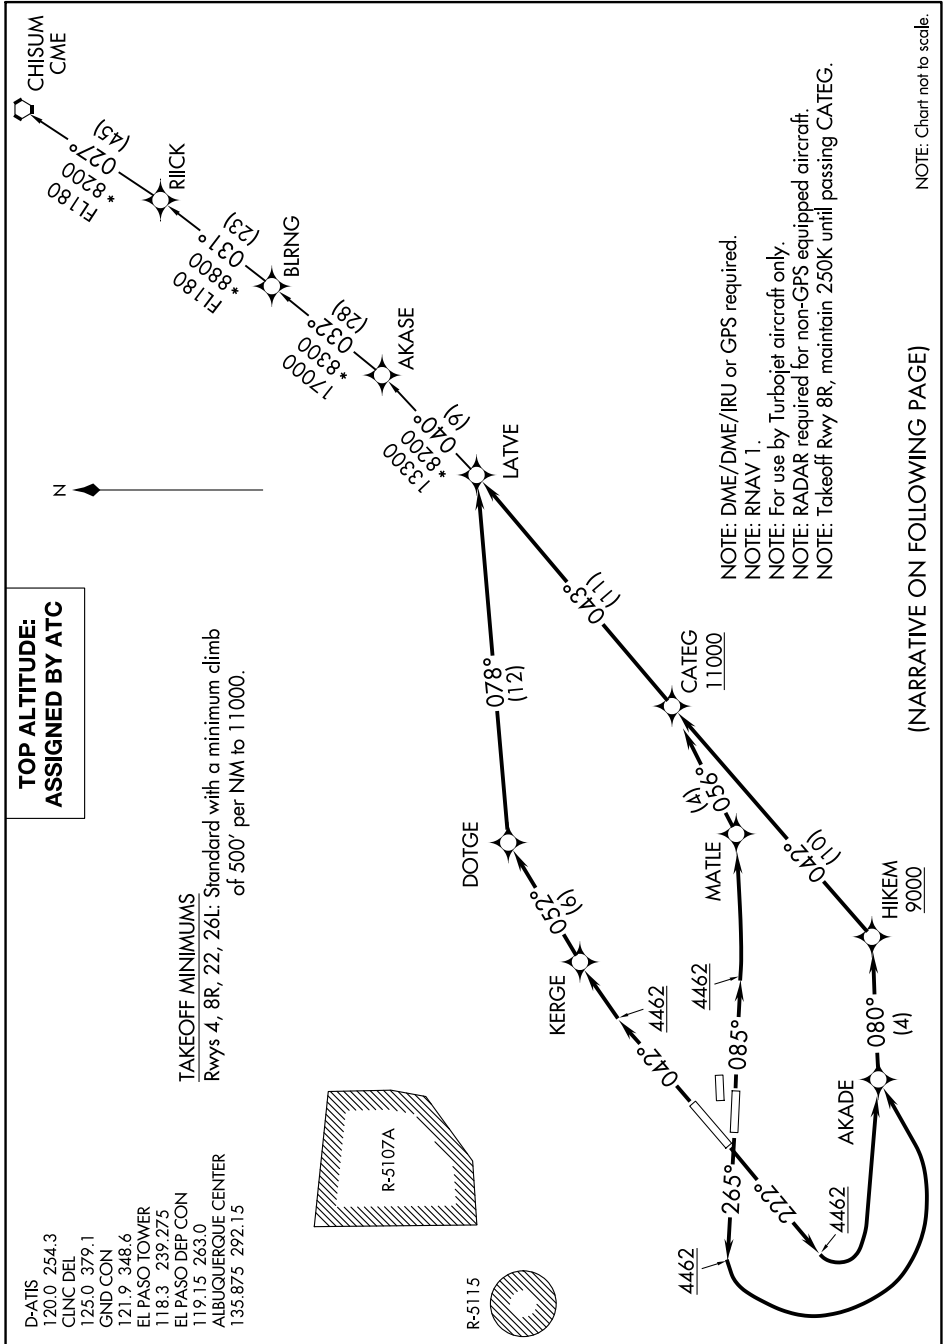 D-ATIS
120.0 254.3
CLNC DEL
125.0 379.1
GND CON
121.9 348.6
EL PASO TOWER
118.3 239.275
EL PASO DEP CON
119.15 263.0
ALBUQUERQUE CENTER
135.875 292.15
TAKEOFF MINIMUMS
Rwys 4, 8R, 22, 26L: Standard with a minimum climb
of 500' per NM to 11000.
TOP ALTITUDE:
ASSIGNED BY ATC
N
CHISUM
CME
FL180
*8200
027°
(45)
RIICK
FL180
*8800
031°
(23)
BLRNG
17000
*8300
032°
(28)
AKASE
13300
*8200
040°
(9)
LATVE
R-5115
R-5107A
DOTGE
078°
(12)
052°
(6)
KERGE
4462
042°
043°
(11)
CATEG
11000
056°
(4)
MATLE
4462
085°
042°
(10)
HIKEM
9000
080°
(4)
AKADE
265°
4462
222°
4462
NOTE: DME/DME/IRU or GPS required.
NOTE: RNAV 1.
NOTE: For use by Turbojet aircraft only.
NOTE: RADAR required for non-GPS equipped aircraft.
NOTE: Takeoff Rwy 8R, maintain 250K until passing CATEG.
(NARRATIVE ON FOLLOWING PAGE)
NOTE: Chart not to scale.